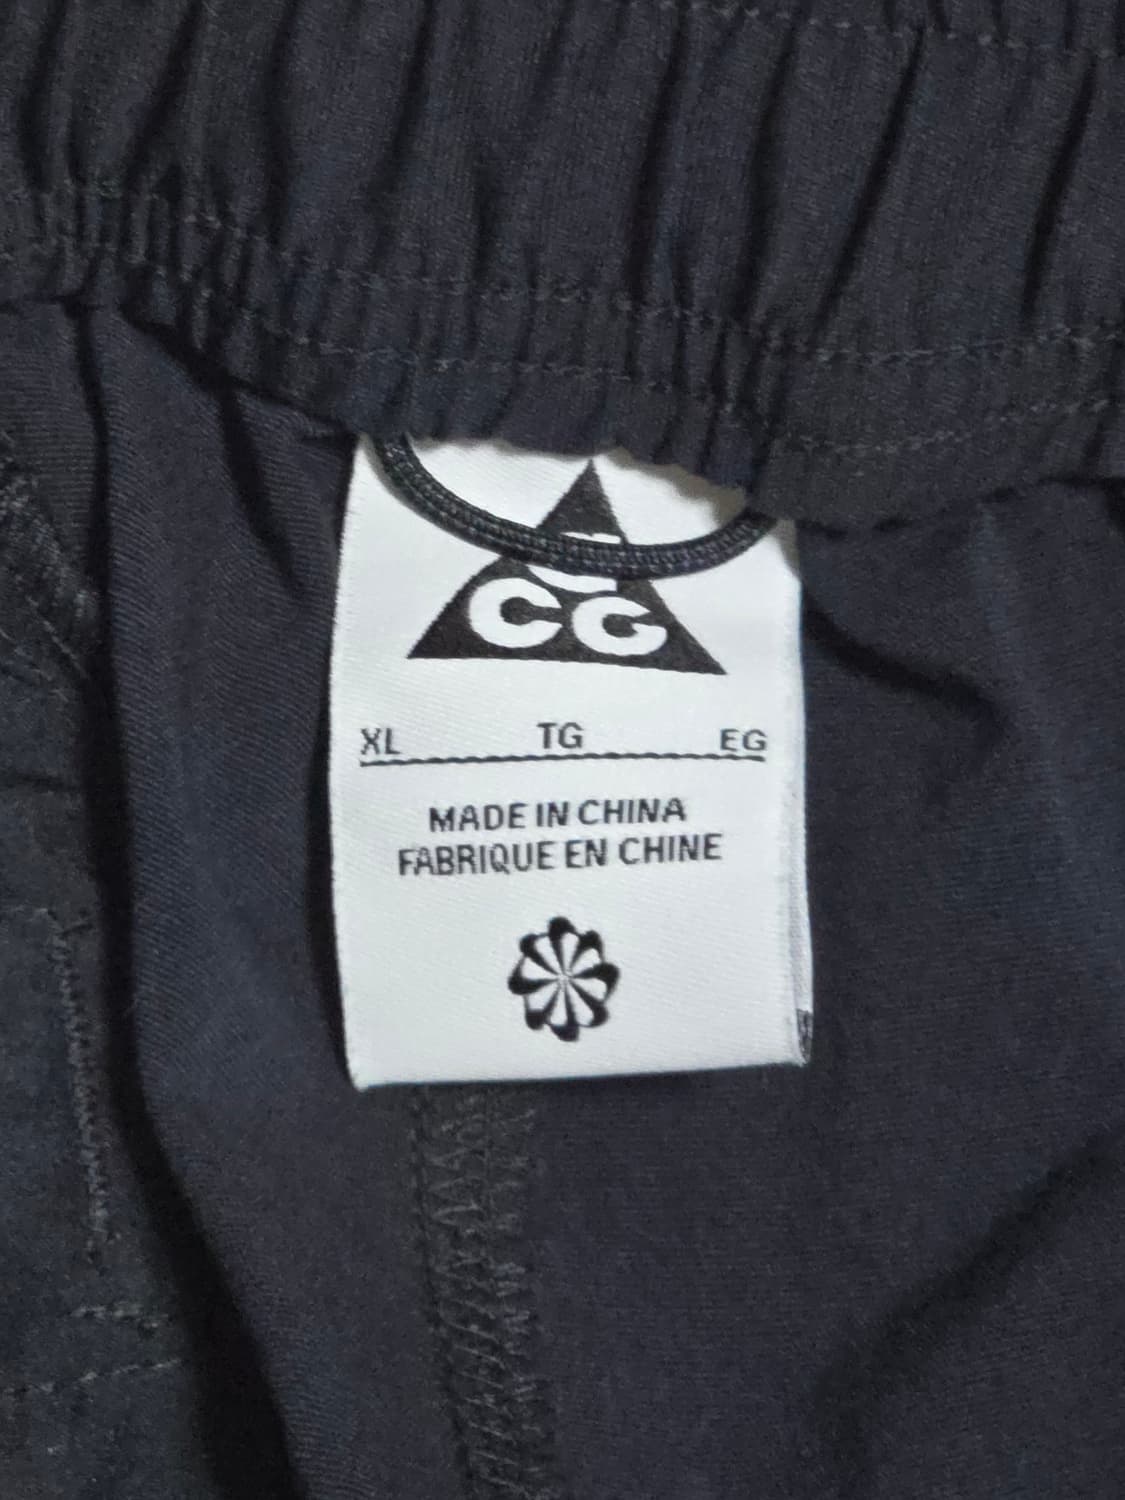 CG
XL TG EG
MADE IN CHINA
FABRIQUE EN CHINE